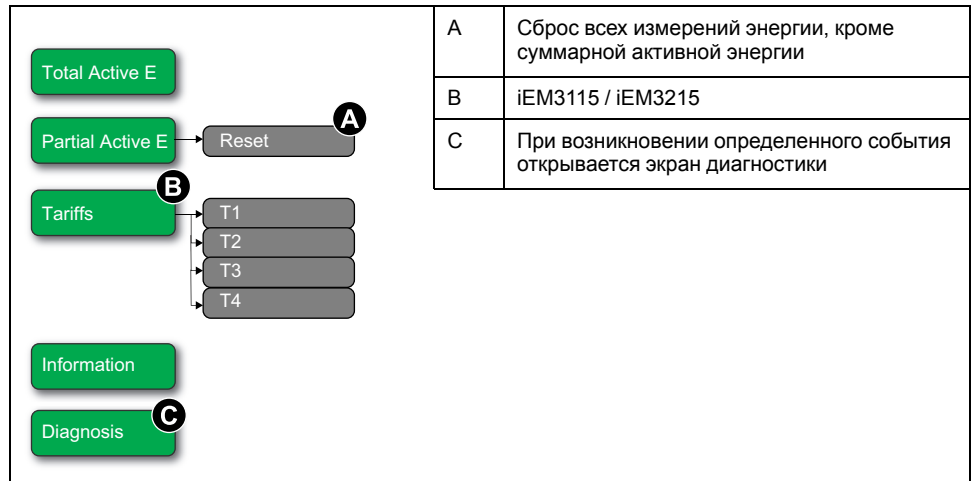 Total Active E
Partial Active E
Reset
A
B
Tariffs
T1
T2
T3
T4
Information
C
Diagnosis
A
Сброс всех измерений энергии, кроме
суммарной активной энергии
B
iEM3115 / iEM3215
C
При возникновении определенного события
открывается экран диагностики